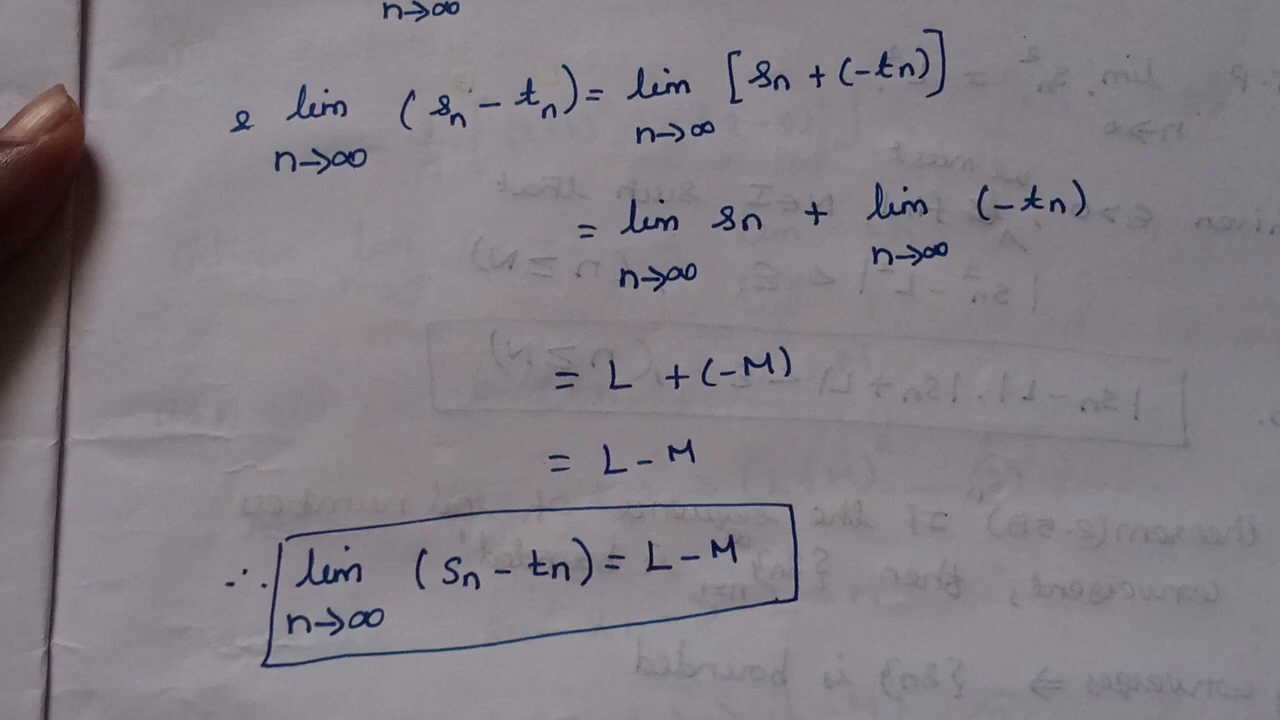 n→∞
& lim (sn - tn) = lim [sn + (-tn)]
n→∞ n→∞
= lim sn + lim (-tn)
n→∞ n→∞
= L + (-M)
= L - M
∴ lim (sn - tn) = L - M
n→∞